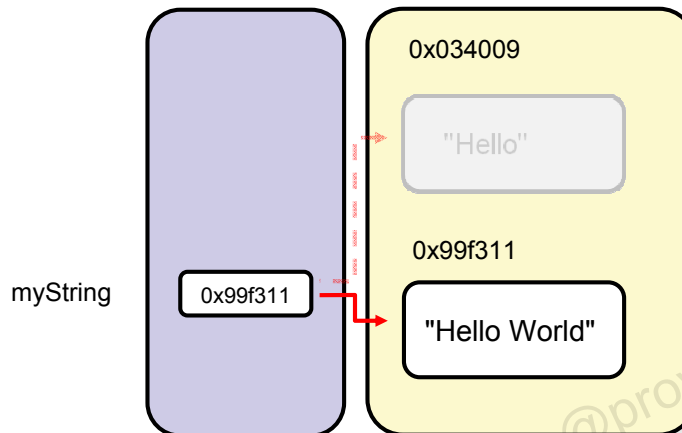 0x034009
"Hello"
0x99f311
myString
0x99f311
"Hello World"